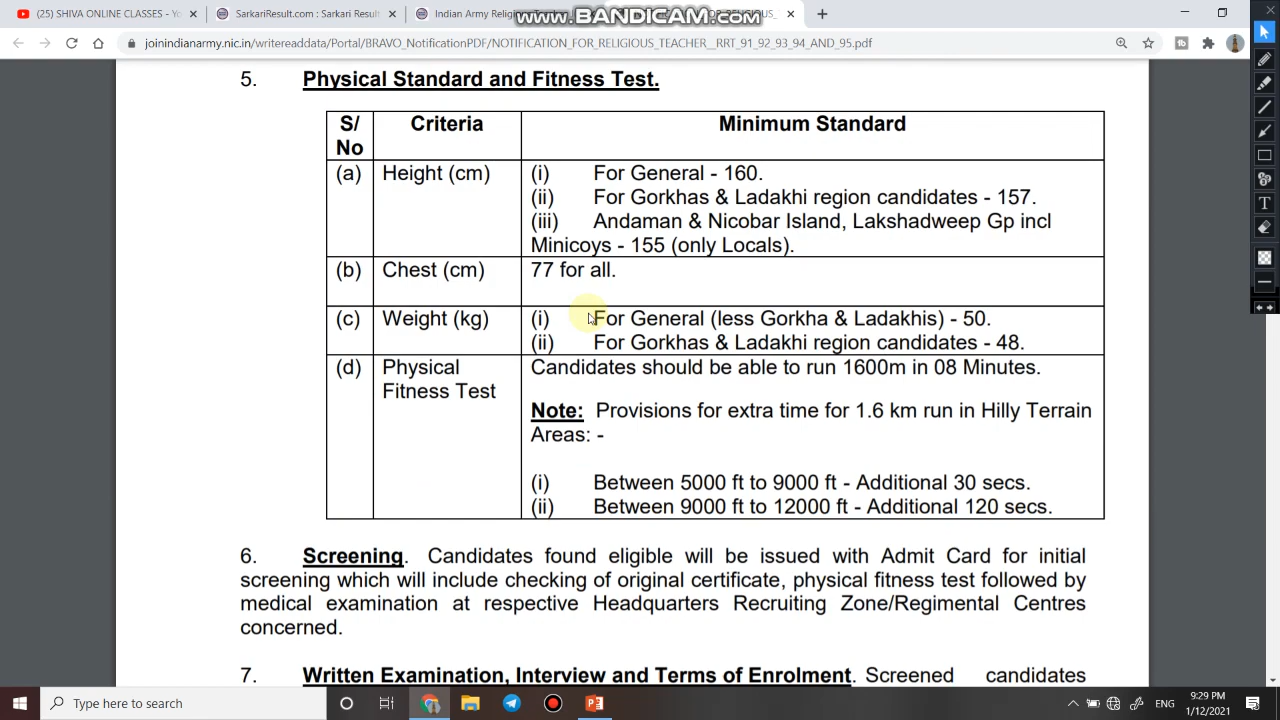 (25) SHIVA ONLINE CLASSES - Yo
SarkariResult.com : Sarkari Result
Indian Army Religi
www.BANDICAM.com
joinindianarmy.nic.in/writereaddata/Portal/BRAVO_NotificationPDF/NOTIFICATION_FOR_RELIGIOUS_TEACHER__RRT_91_92_93_94_AND_95.pdf
5. Physical Standard and Fitness Test.
S/ No Criteria Minimum Standard
(a) Height (cm) (i) For General - 160.
(ii) For Gorkhas & Ladakhi region candidates - 157.
(iii) Andaman & Nicobar Island, Lakshadweep Gp incl
Minicoys - 155 (only Locals).
(b) Chest (cm) 77 for all.
(c) Weight (kg) (i) For General (less Gorkha & Ladakhis) - 50.
(ii) For Gorkhas & Ladakhi region candidates - 48.
(d) Physical Fitness Test Candidates should be able to run 1600m in 08 Minutes.
Note: Provisions for extra time for 1.6 km run in Hilly Terrain
Areas: -
(i) Between 5000 ft to 9000 ft - Additional 30 secs.
(ii) Between 9000 ft to 12000 ft - Additional 120 secs.
6. Screening. Candidates found eligible will be issued with Admit Card for initial
screening which will include checking of original certificate, physical fitness test followed by
medical examination at respective Headquarters Recruiting Zone/Regimental Centres
concerned.
7. Written Examination, Interview and Terms of Enrolment. Screened candidates
Type here to search
ENG
9:29 PM
1/12/2021